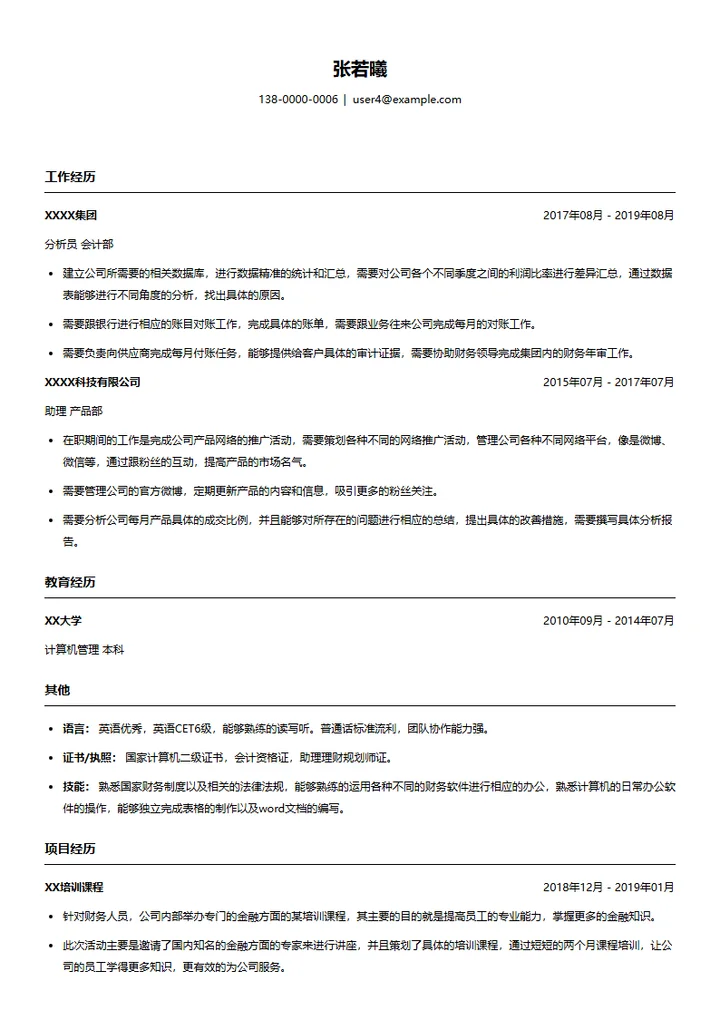 张若曦
138-0000-0006 | user4@example.com
工作经历
XXXX集团 2017年08月 - 2019年08月
分析员 会计部
• 建立公司所需要的相关数据库，进行数据精准的统计和汇总，需要对公司各个不同季度之间的利润比率进行差异汇总，通过数据
表能够进行不同角度的分析，找出具体的原因。
• 需要跟银行进行相应的账目对账工作，完成具体的账单，需要跟业务往来公司完成每月的对账工作。
• 需要负责向供应商完成每月付账任务，能够提供给客户具体的审计证据，需要协助财务领导完成集团内的财务年审工作。
XXXX科技有限公司 2015年07月 - 2017年07月
助理 产品部
• 在职期间的工作是完成公司产品网络的推广活动，需要策划各种不同的网络推广活动，管理公司各种不同网络平台，像是微博、
微信等，通过跟粉丝的互动，提高产品的市场名气。
• 需要管理公司的官方微博，定期更新产品的内容和信息，吸引更多的粉丝关注。
• 需要分析公司每月产品具体的成交比例，并且能够对所存在的问题进行相应的总结，提出具体的改善措施，需要撰写具体分析报
告。
教育经历
XX大学 2010年09月 - 2014年07月
计算机管理 本科
其他
• 语言： 英语优秀，英语CET6级，能够熟练的读写听。普通话标准流利，团队协作能力强。
• 证书/执照： 国家计算机二级证书，会计资格证，助理理财规划师证。
• 技能： 熟悉国家财务制度以及相关的法律法规，能够熟练的运用各种不同的财务软件进行相应的办公，熟悉计算机的日常办公软
件的操作，能够独立完成表格的制作以及word文档的编写。
项目经历
XX培训课程 2018年12月 - 2019年01月
• 针对财务人员，公司内部举办专门的金融方面的某培训课程，其主要的目的就是提高员工的专业能力，掌握更多的金融知识。
• 此次活动主要是邀请了国内知名的金融方面的专家来进行讲座，并且策划了具体的培训课程，通过短短的两个月课程培训，让公
司的员工学得更多知识，更有效的为公司服务。